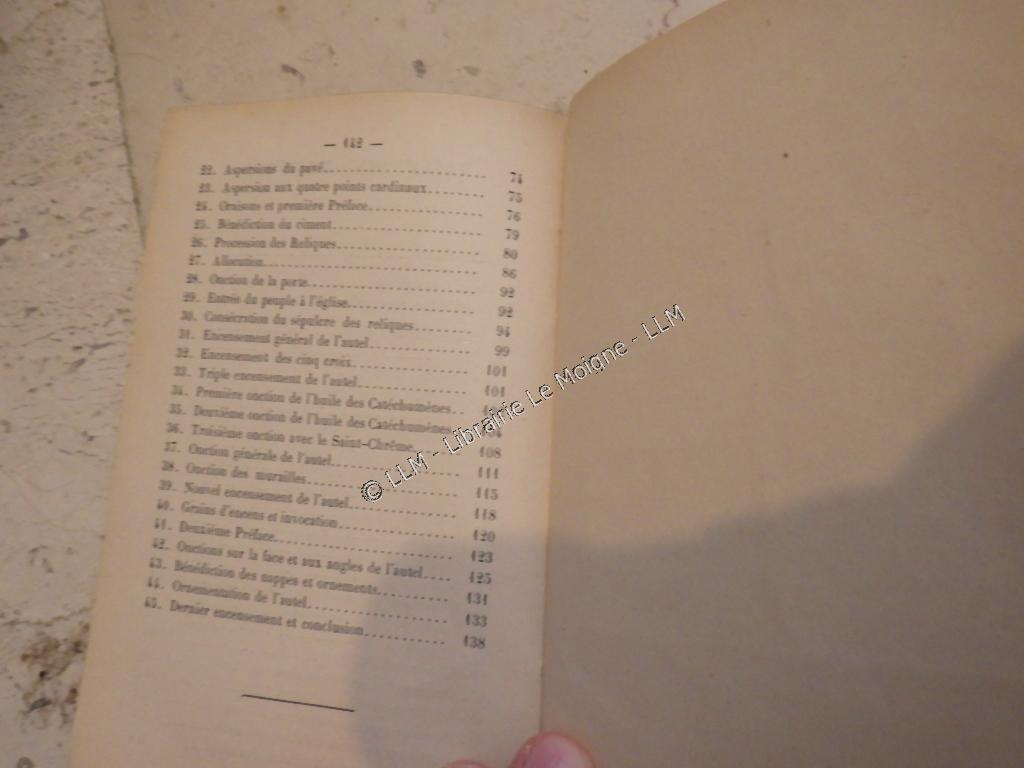 — 142 —
22. Aspersions du pavé........ 74
23. Aspersion aux quatre points cardinaux........ 75
24. Oraisons et première Préface........ 76
25. Bénédiction du ciment........ 79
26. Procession des Reliques........ 80
27. Allocution........ 86
28. Onction de la porte........ 92
29. Entrée du peuple à l'église........ 92
30. Consécration du sépulcre des reliques........ 94
31. Encensement général de l'autel........ 99
32. Encensement des cinq croix........ 101
33. Triple encensement de l'autel........ 101
34. Première onction de l'huile des Catéchumènes..
35. Deuxième onction de l'huile des Catéchumènes..
36. Troisième onction avec le Saint-Chrême........ 108
37. Onction générale de l'autel........ 111
38. Onction des murailles........ 115
39. Nouvel encensement de l'autel........ 118
40. Grains d'encens et invocation........ 120
41. Deuxième Préface........ 123
42. Onctions sur la face et aux angles de l'autel.... 125
43. Bénédiction des nappes et ornements........ 131
44. Ornementation de l'autel........ 133
45. Dernier encensement et conclusion........ 138
© LLM - Librairie Le Moigne - LLM